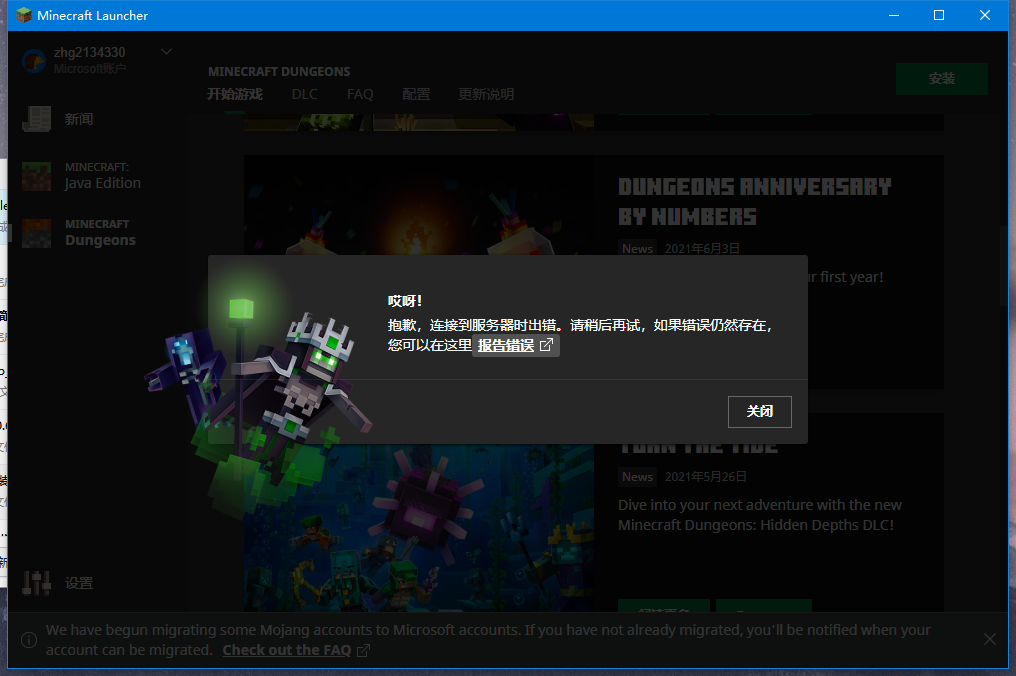 Minecraft Launcher
zhg2134330
Microsoft账户
新闻
MINECRAFT:
Java Edition
MINECRAFT
Dungeons
设置
MINECRAFT DUNGEONS
开始游戏 DLC FAQ 配置 更新说明
安装
DUNGEONS ANNIVERSARY
BY NUMBERS
News 2021年6月3日
ur first year!
哎呀！
抱歉，连接到服务器时出错。请稍后再试，如果错误仍然存在，
您可以在这里 报告错误
关闭
TURN THE TIDE
News 2021年5月26日
Dive into your next adventure with the new
Minecraft Dungeons: Hidden Depths DLC!
We have begun migrating some Mojang accounts to Microsoft accounts. If you have not already migrated, you'll be notified when your
account can be migrated. Check out the FAQ